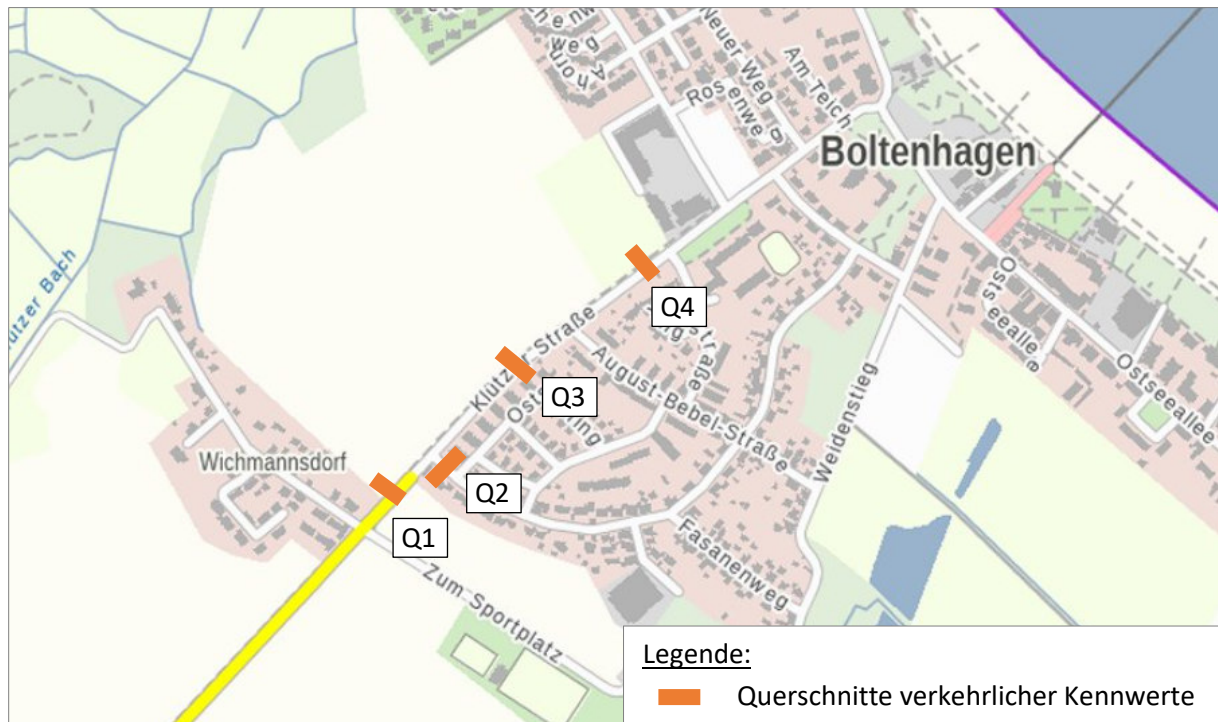 Neuer Weg
Am Teich
Rosenweg
Boltenhagen
Q4
Klützer Straße
Q3
August-Bebel-Straße
Weidenstieg
Ostseeallee
Ostseeallee
Wichmannsdorf
Q2
Q1
Fasanenweg
Zum Sportplatz
Legende:
Querschnitte verkehrlicher Kennwerte